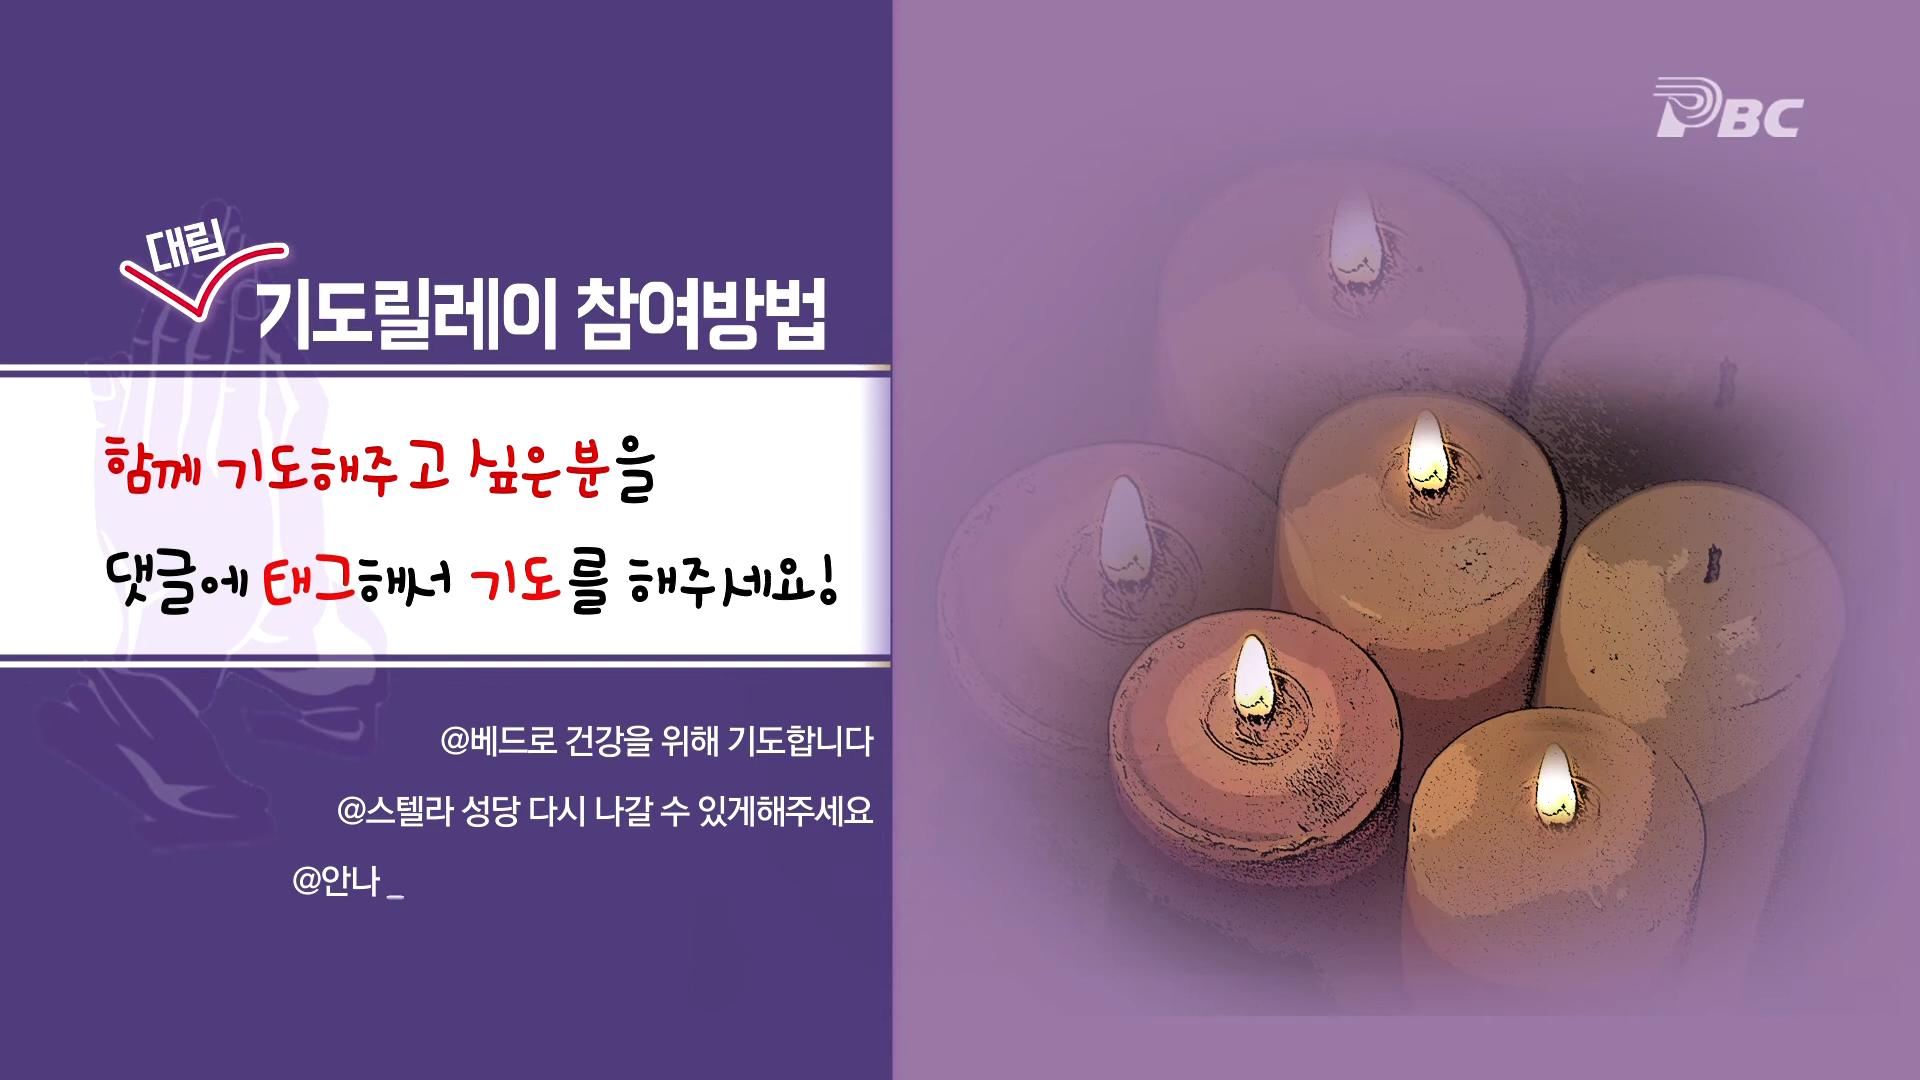 PBC
대림
기도릴레이 참여방법
함께 기도해주고 싶은분을
댓글에 태그해서 기도를 해주세요!
@베드로 건강을 위해 기도합니다
@스텔라 성당 다시 나갈 수 있게해주세요
@안나 _